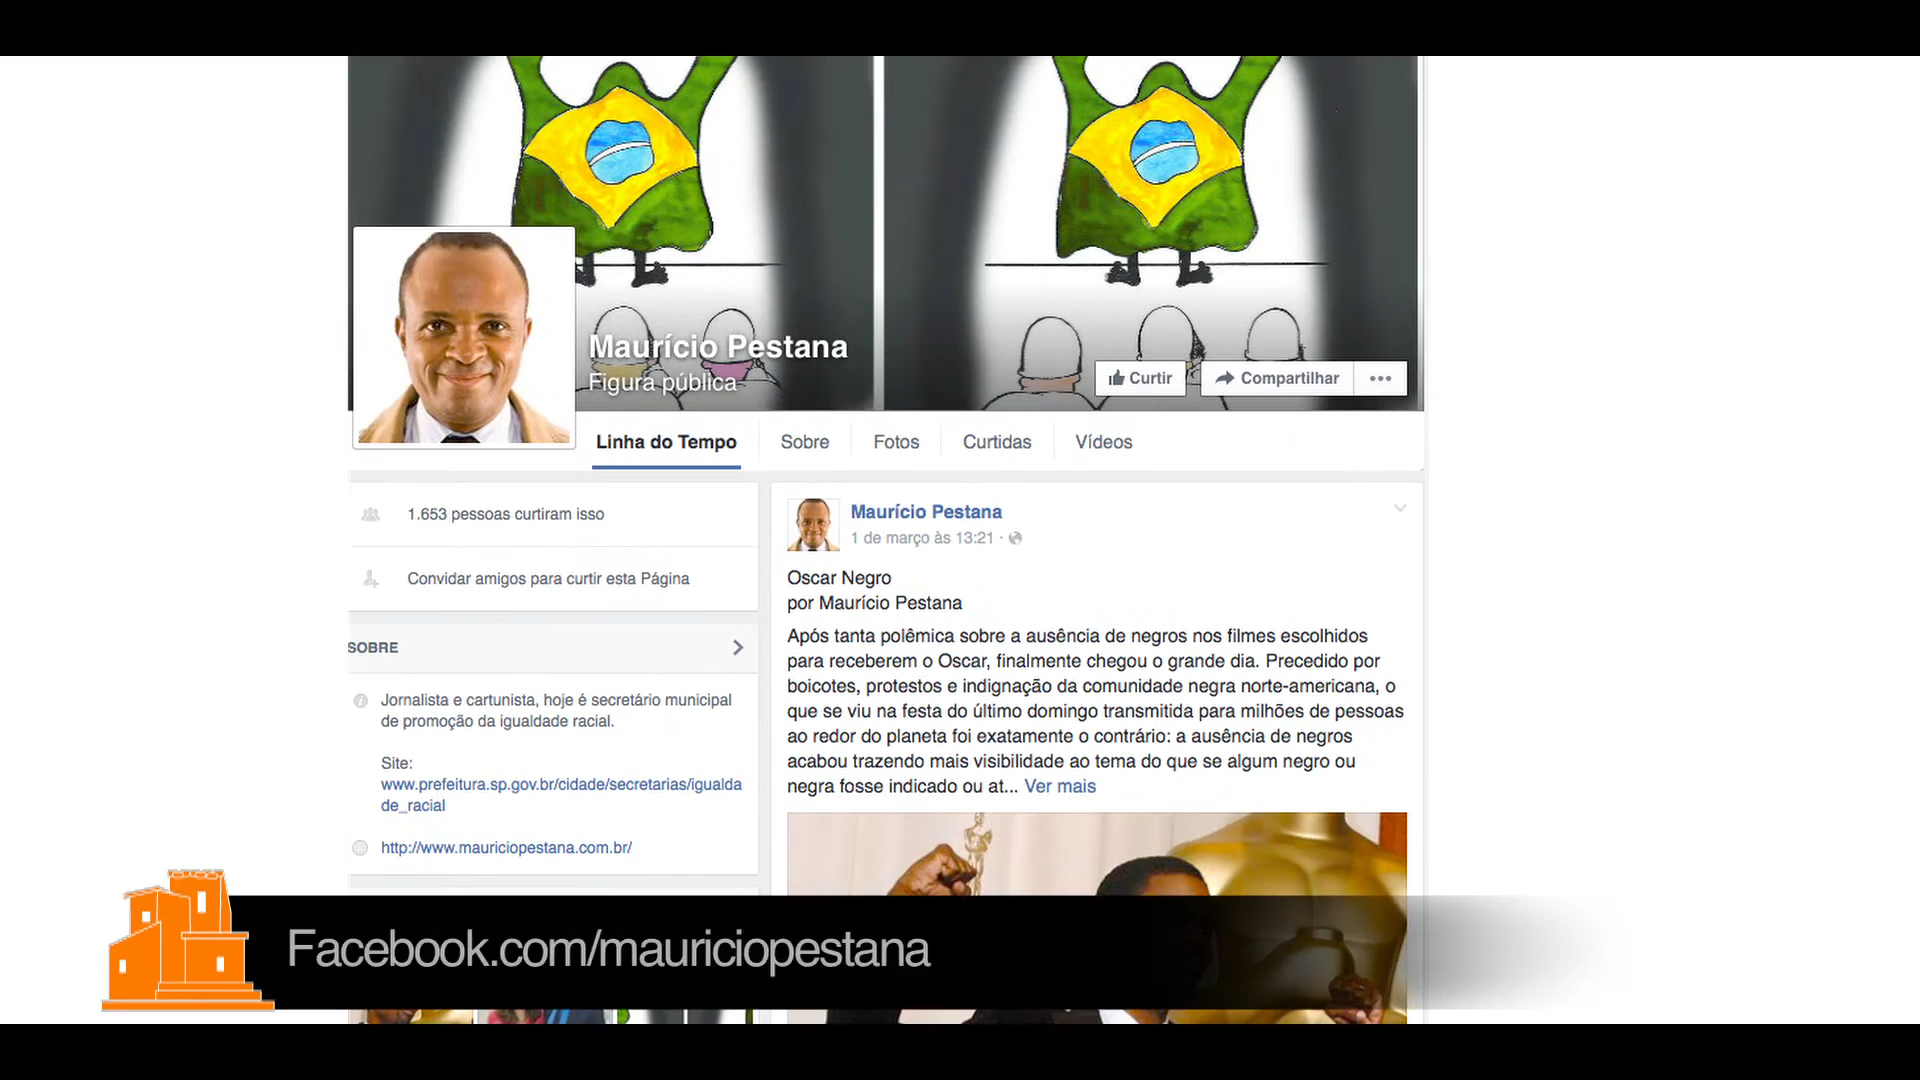 Maurício Pestana
Figura pública
Curtir
Compartilhar
Linha do Tempo
Sobre
Fotos
Curtidas
Vídeos
1.653 pessoas curtiram isso
Convidar amigos para curtir esta Página
SOBRE
Jornalista e cartunista, hoje é secretário municipal
de promoção da igualdade racial.
Site:
www.prefeitura.sp.gov.br/cidade/secretarias/igualda
de_racial
http://www.mauriciopestana.com.br/
Maurício Pestana
1 de março às 13:21 ·
Oscar Negro
por Maurício Pestana
Após tanta polêmica sobre a ausência de negros nos filmes escolhidos
para receberem o Oscar, finalmente chegou o grande dia. Precedido por
boicotes, protestos e indignação da comunidade negra norte-americana, o
que se viu na festa do último domingo transmitida para milhões de pessoas
ao redor do planeta foi exatamente o contrário: a ausência de negros
acabou trazendo mais visibilidade ao tema do que se algum negro ou
negra fosse indicado ou at... Ver mais
Facebook.com/mauriciopestana